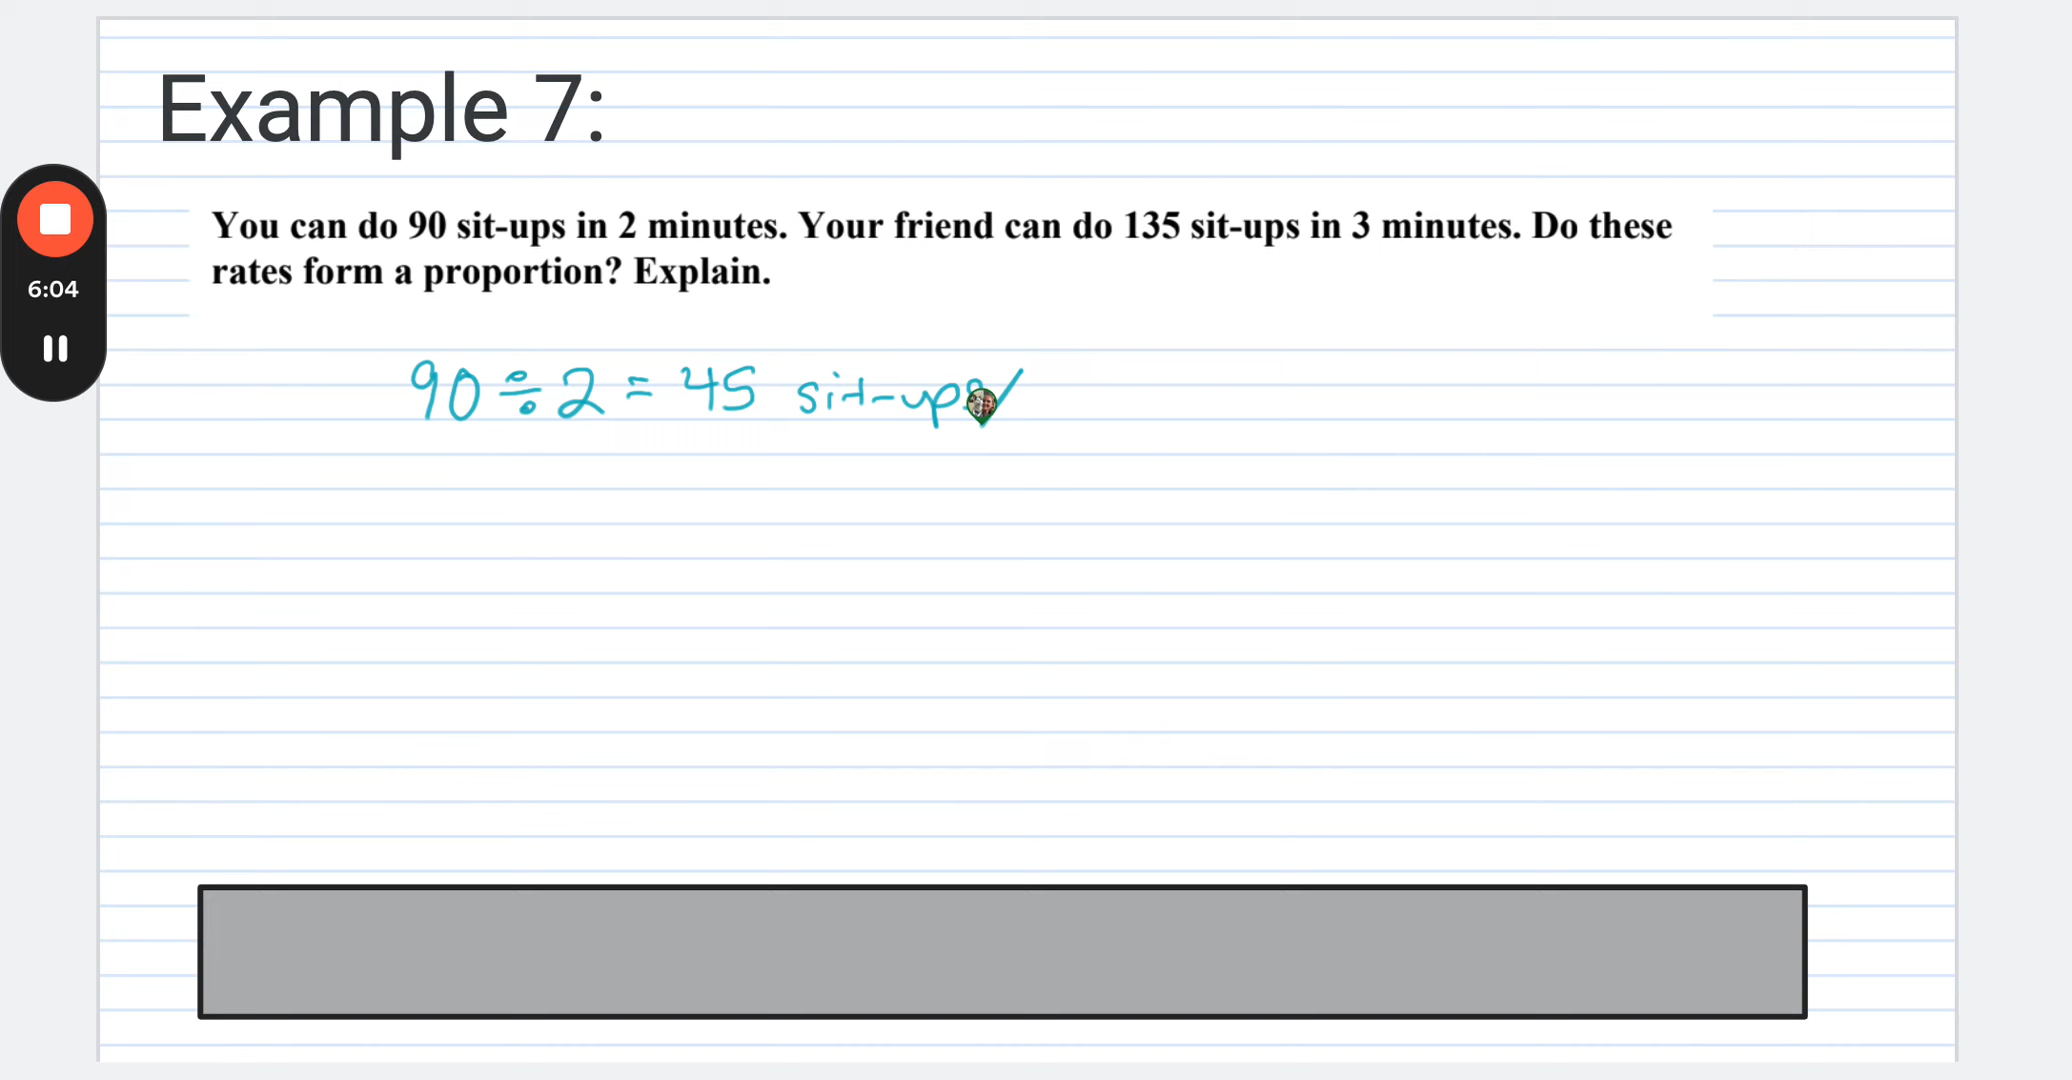 Example 7:
6:04
You can do 90 sit-ups in 2 minutes. Your friend can do 135 sit-ups in 3 minutes. Do these
rates form a proportion? Explain.
90 ÷ 2 = 45 sit-ups/